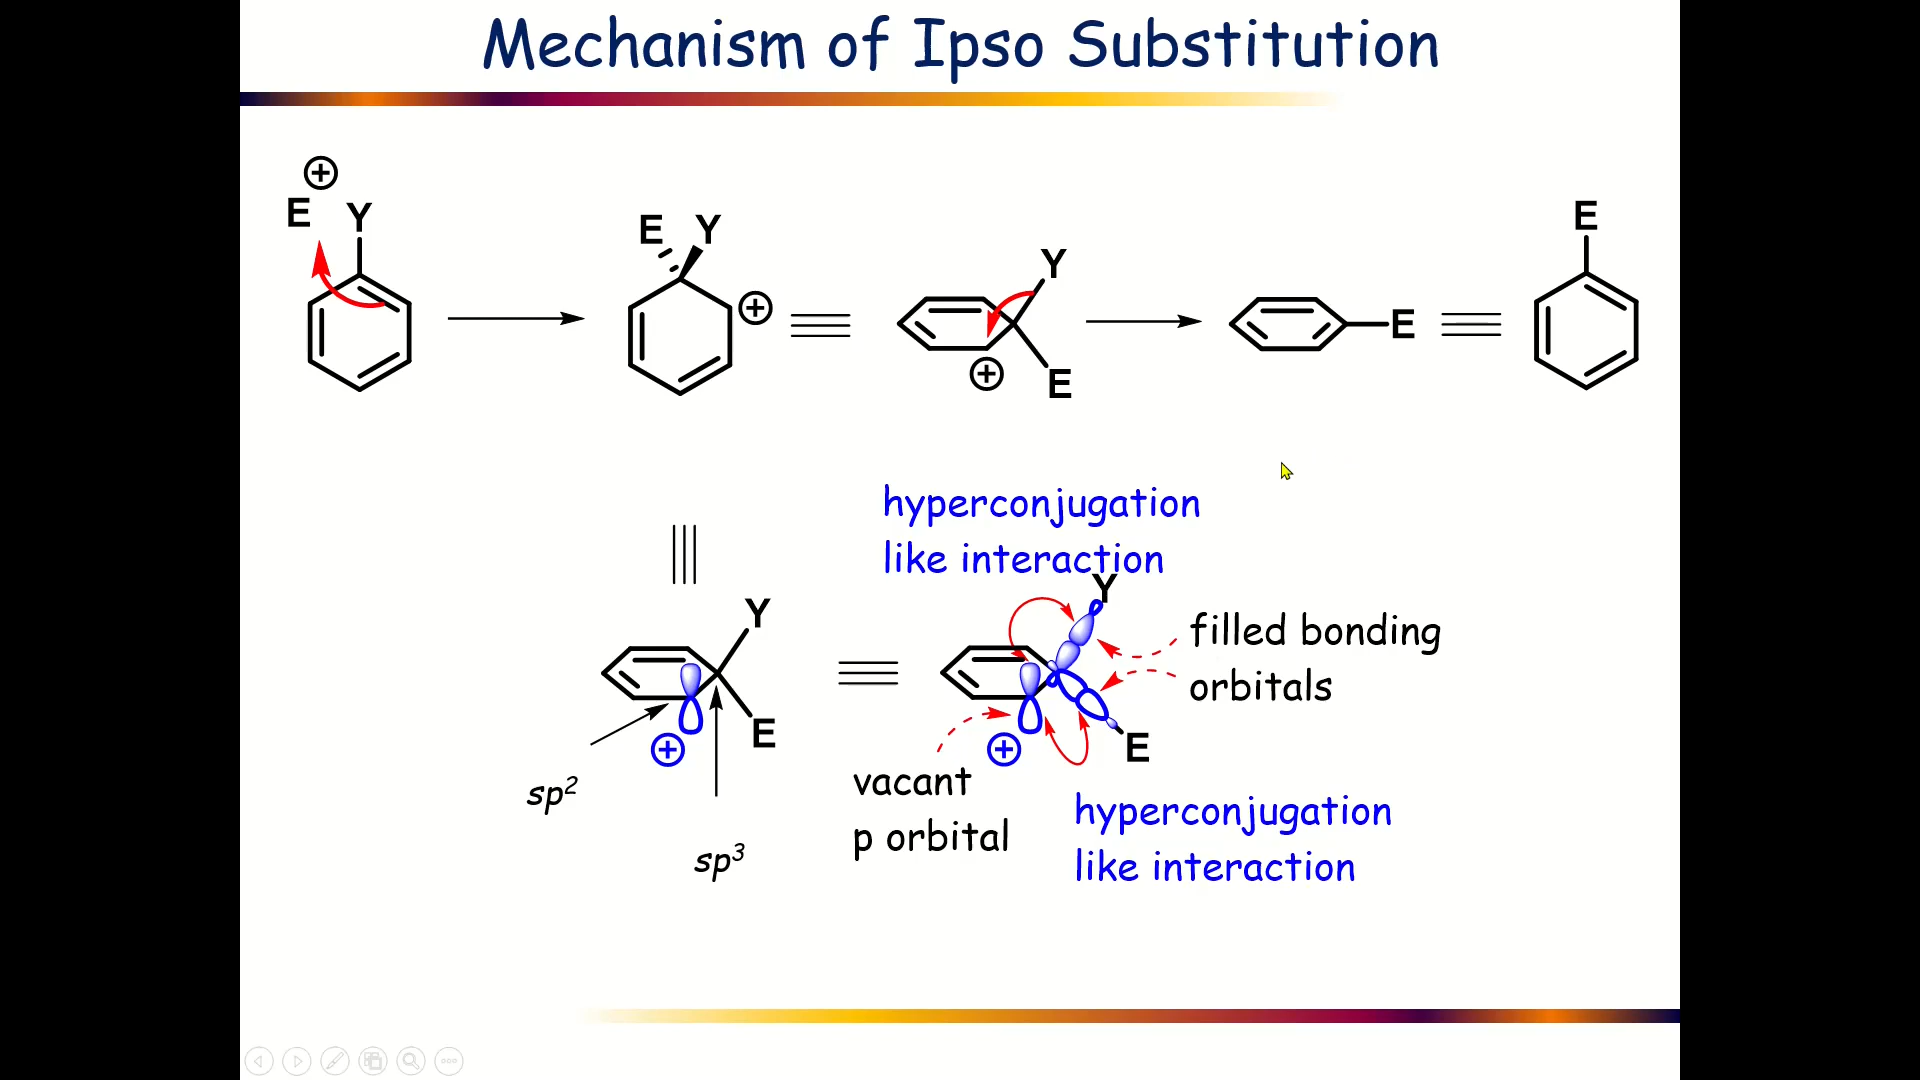 Mechanism of Ipso Substitution
E Y
E Y
Y
E
E
E
hyperconjugation
like interaction
Y
E
sp2
sp3
Y
E
filled bonding
orbitals
vacant
p orbital
hyperconjugation
like interaction